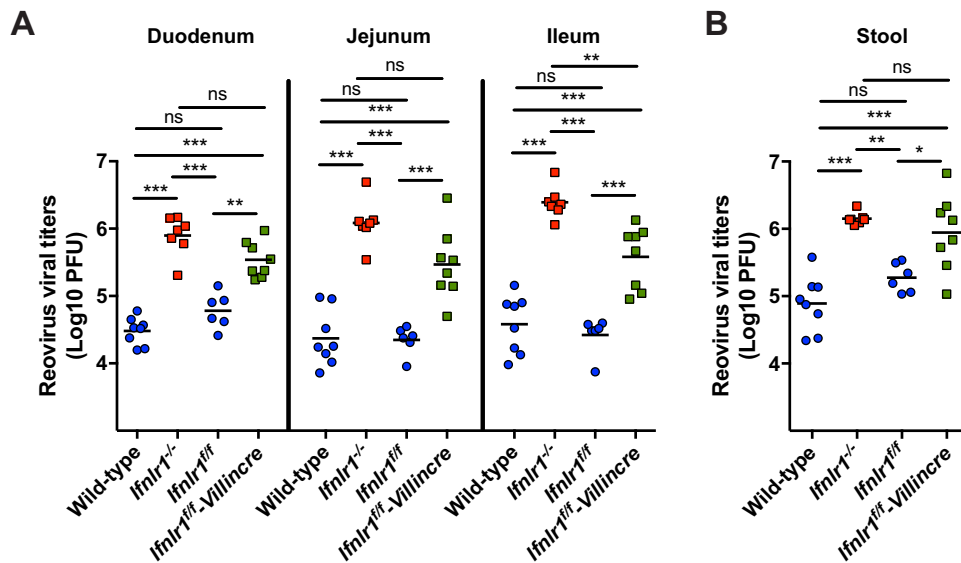 A
B
Duodenum
Jejunum
Ileum
Stool
ns
ns
***
***
***
**
ns
ns
***
***
***
***
**
ns
***
***
***
***
ns
ns
***
**
***
*
Reovirus viral titers
(Log10 PFU)
7
6
5
4
Reovirus viral titers
(Log10 PFU)
7
6
5
4
Wild-type
Ifnlr1-/-
Ifnlr1f/f
Ifnlr1f/f-Villincre
Wild-type
Ifnlr1-/-
Ifnlr1f/f
Ifnlr1f/f-Villincre
Wild-type
Ifnlr1-/-
Ifnlr1f/f
Ifnlr1f/f-Villincre
Wild-type
Ifnlr1-/-
Ifnlr1f/f
Ifnlr1f/f-Villincre